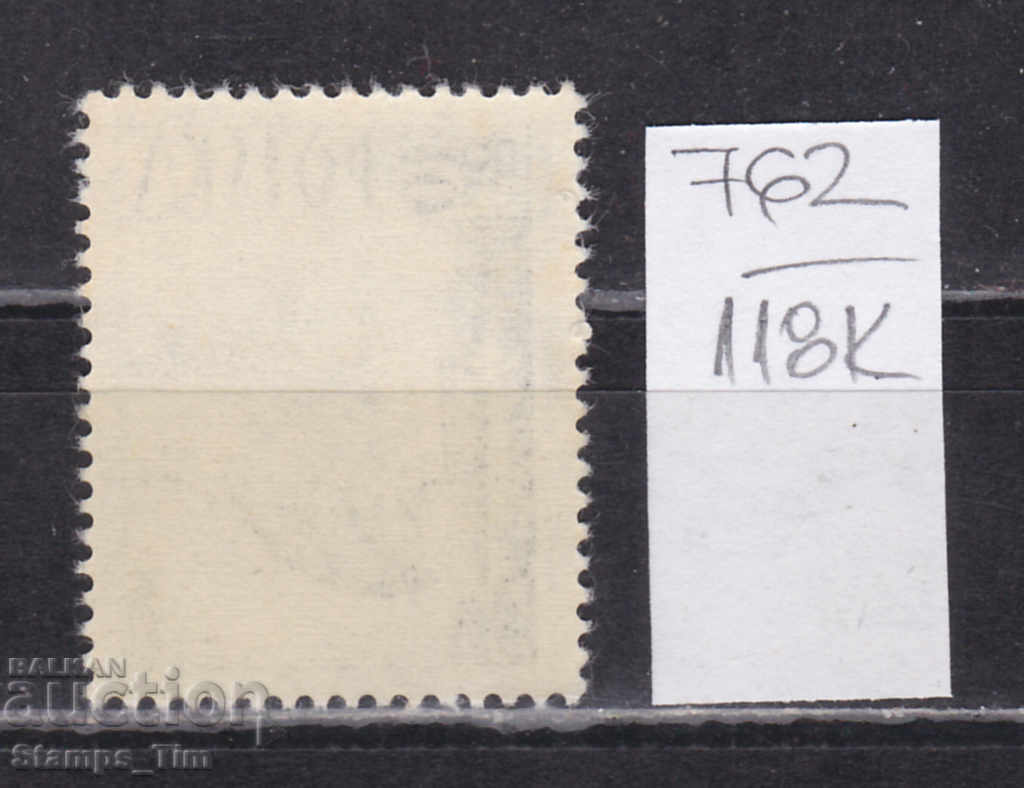 762
118K
BALKAN
auction
Stamps_Tim